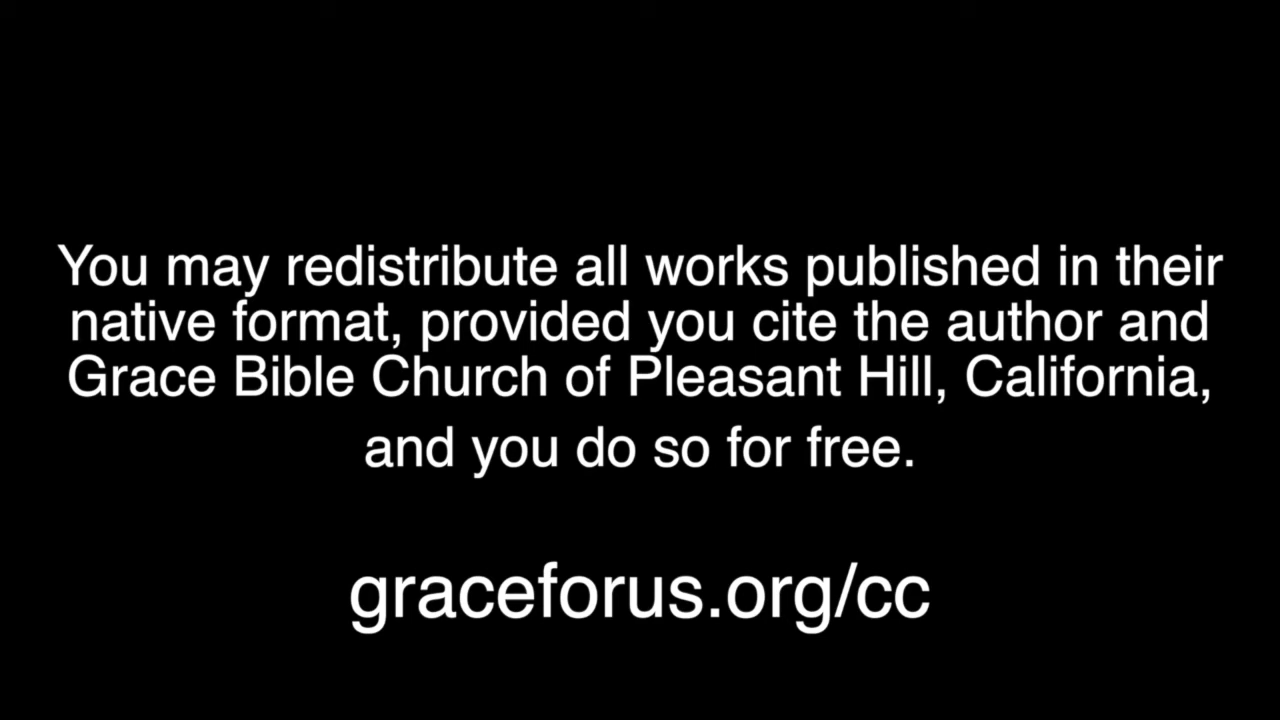 You may redistribute all works published in their
native format, provided you cite the author and
Grace Bible Church of Pleasant Hill, California,
and you do so for free.
graceforus.org/cc